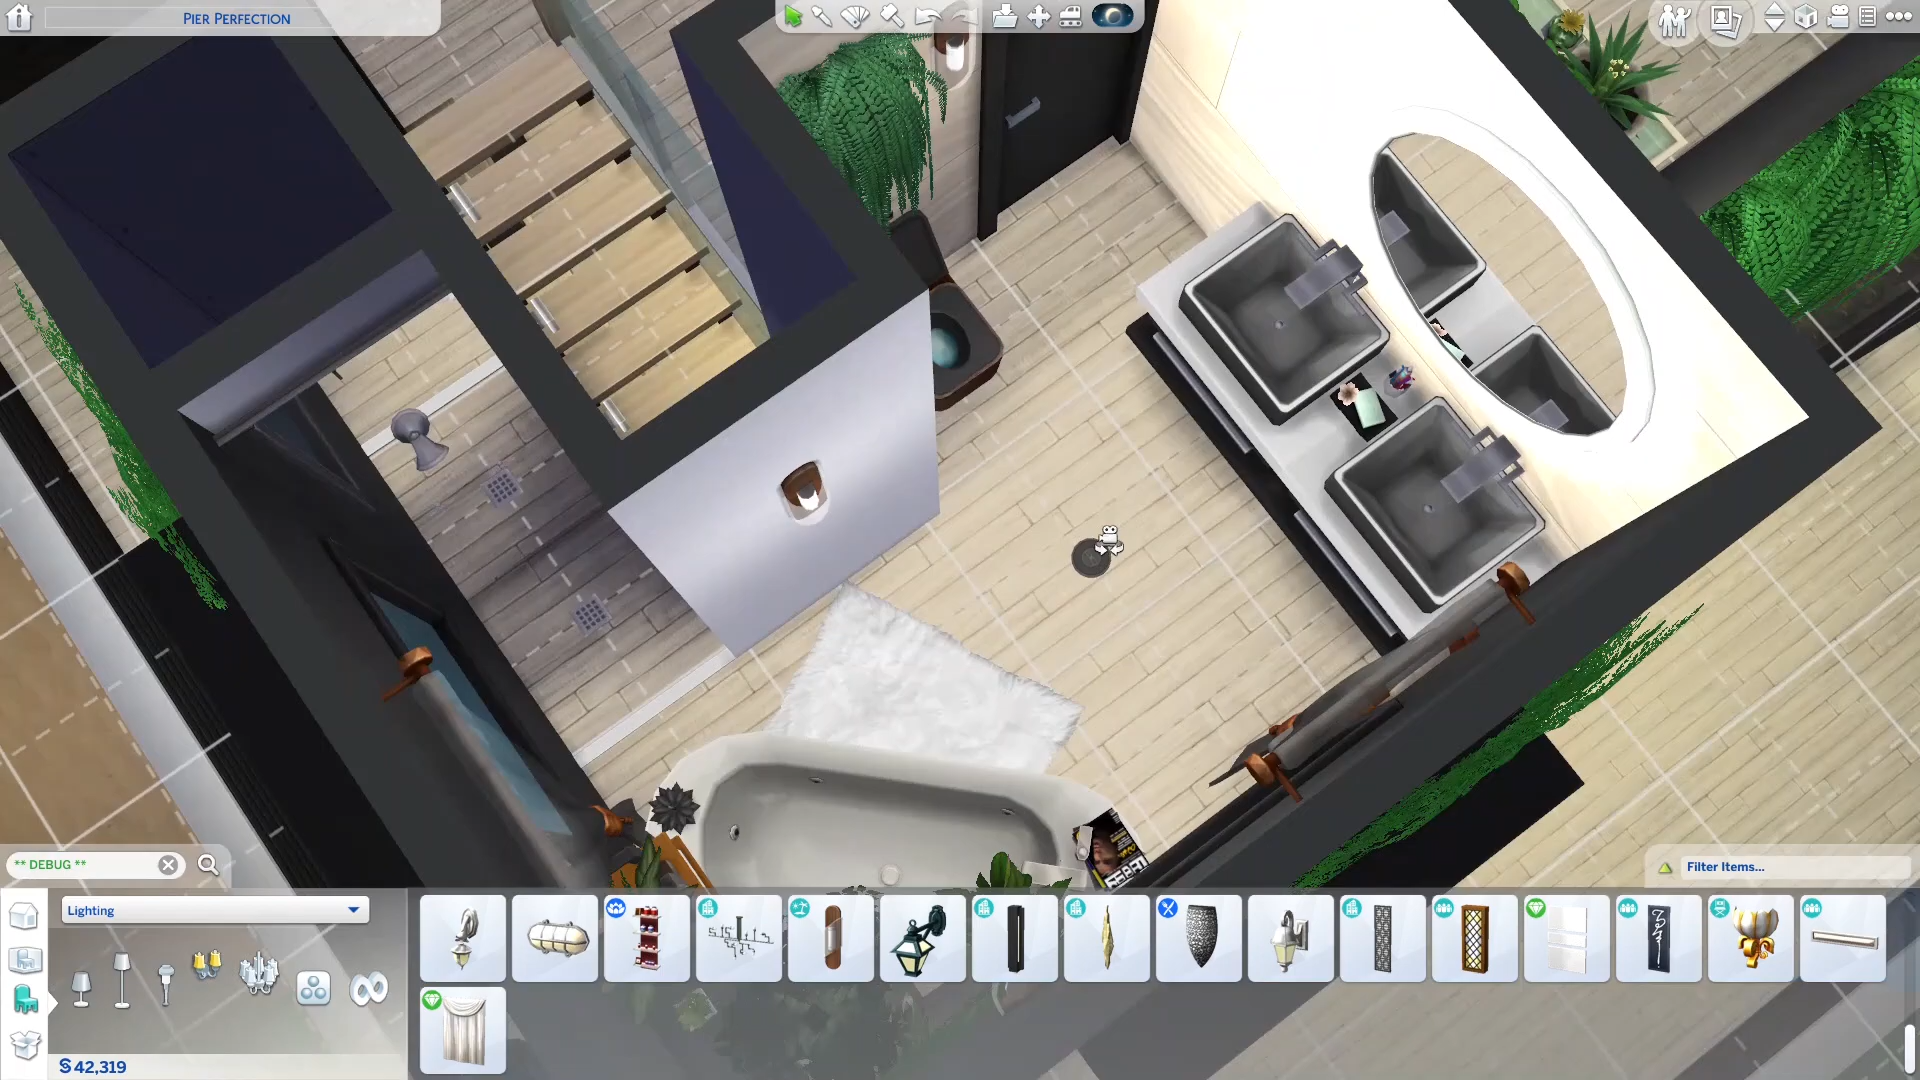 PIER PERFECTION
** DEBUG **
Filter Items...
Lighting
§42,319